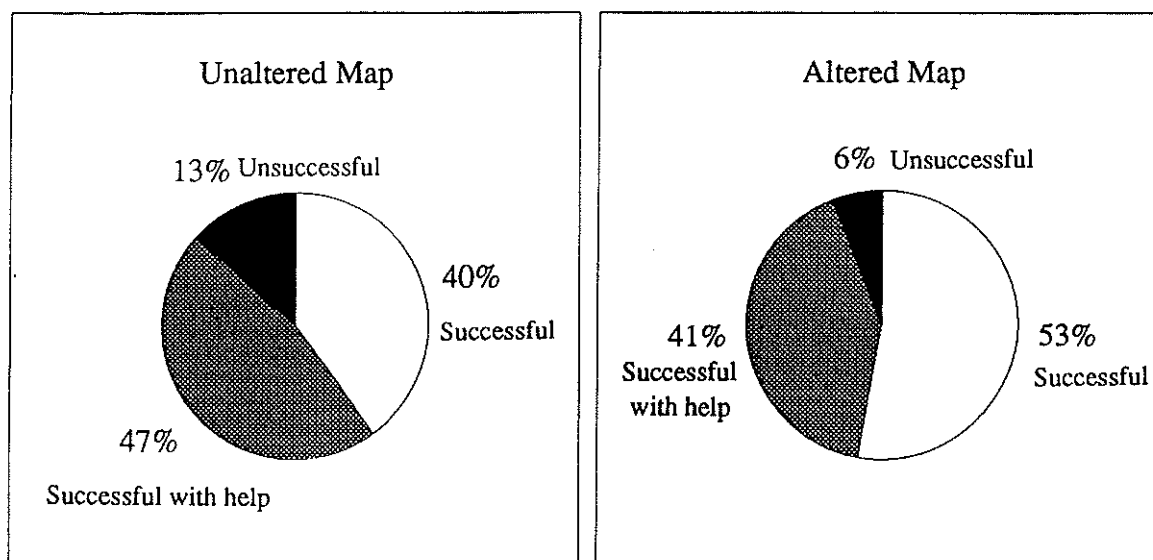 Unaltered Map
13% Unsuccessful
40%
Successful
47%
Successful with help
Altered Map
6% Unsuccessful
53%
Successful
41%
Successful
with help